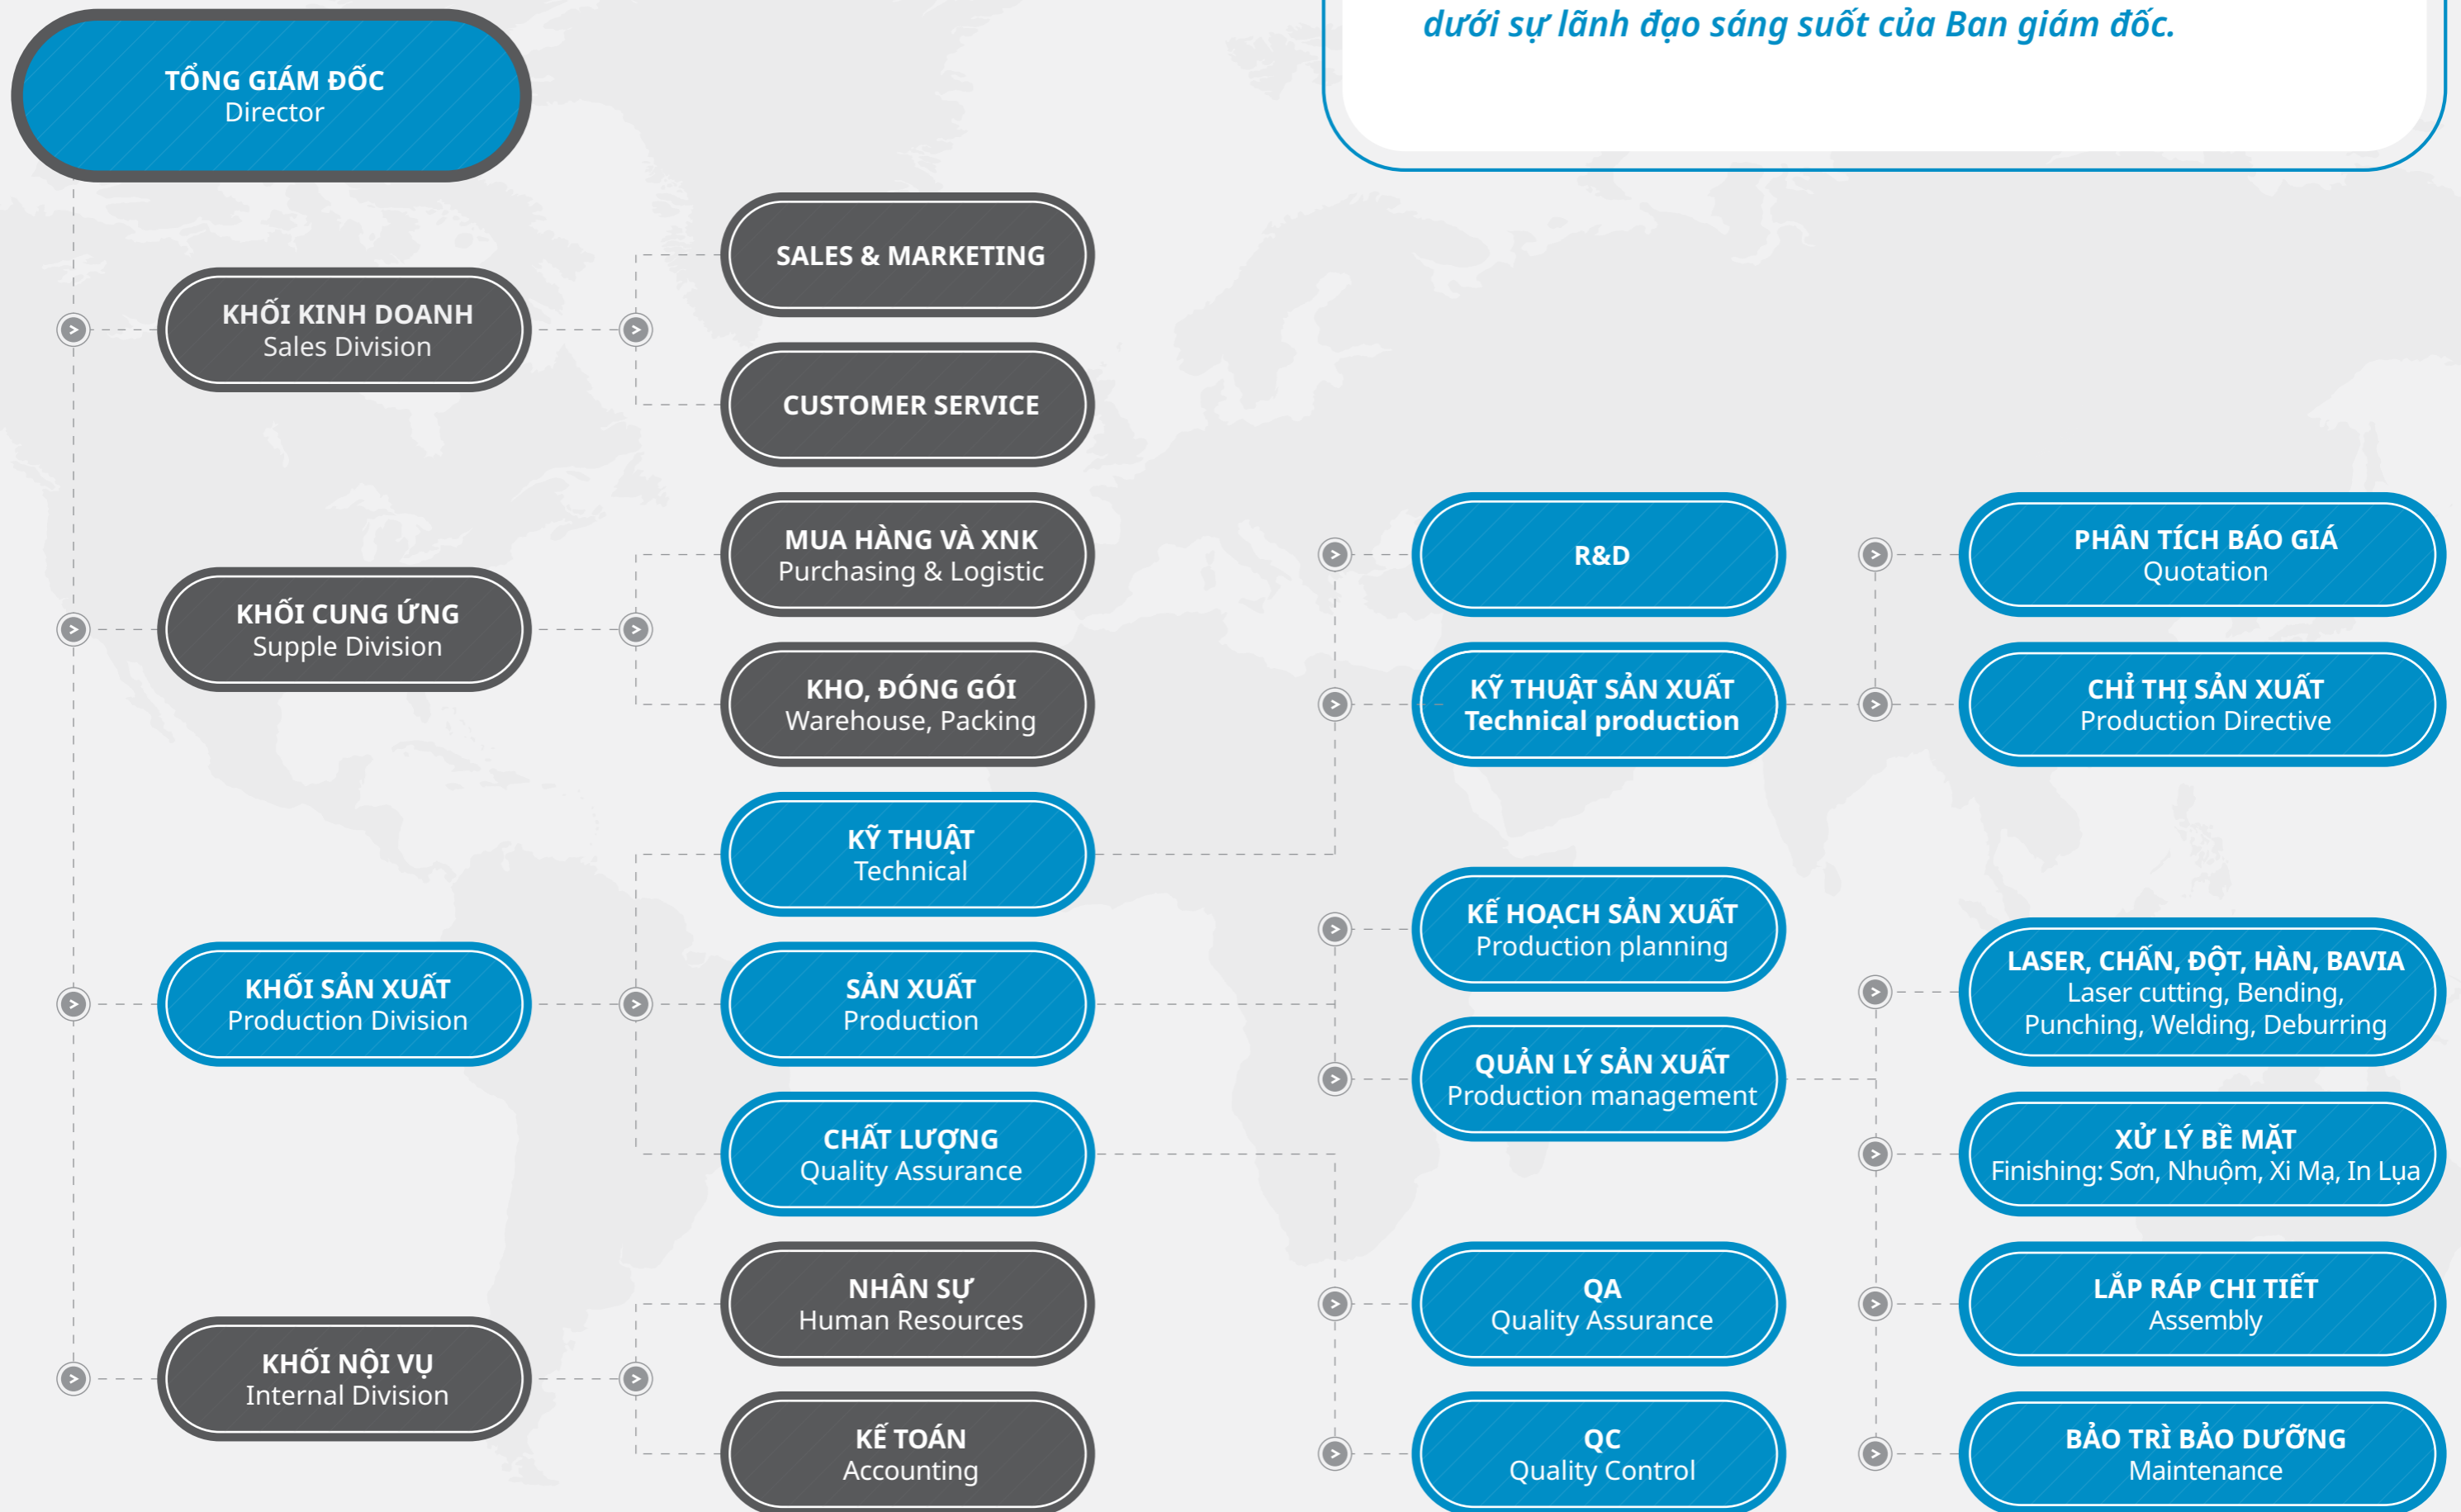 dưới sự lãnh đạo sáng suốt của Ban giám đốc.
TỔNG GIÁM ĐỐC
Director
KHỐI KINH DOANH
Sales Division
SALES & MARKETING
CUSTOMER SERVICE
KHỐI CUNG ỨNG
Supple Division
MUA HÀNG VÀ XNK
Purchasing & Logistic
KHO, ĐÓNG GÓI
Warehouse, Packing
KHỐI SẢN XUẤT
Production Division
KỸ THUẬT
Technical
R&D
KỸ THUẬT SẢN XUẤT
Technical production
PHÂN TÍCH BÁO GIÁ
Quotation
CHỈ THỊ SẢN XUẤT
Production Directive
SẢN XUẤT
Production
KẾ HOẠCH SẢN XUẤT
Production planning
QUẢN LÝ SẢN XUẤT
Production management
LASER, CHẤN, ĐỘT, HÀN, BAVIA
Laser cutting, Bending,
Punching, Welding, Deburring
XỬ LÝ BỀ MẶT
Finishing: Sơn, Nhuộm, Xi Mạ, In Lụa
LẮP RÁP CHI TIẾT
Assembly
BẢO TRÌ BẢO DƯỠNG
Maintenance
CHẤT LƯỢNG
Quality Assurance
QA
Quality Assurance
QC
Quality Control
KHỐI NỘI VỤ
Internal Division
NHÂN SỰ
Human Resources
KẾ TOÁN
Accounting